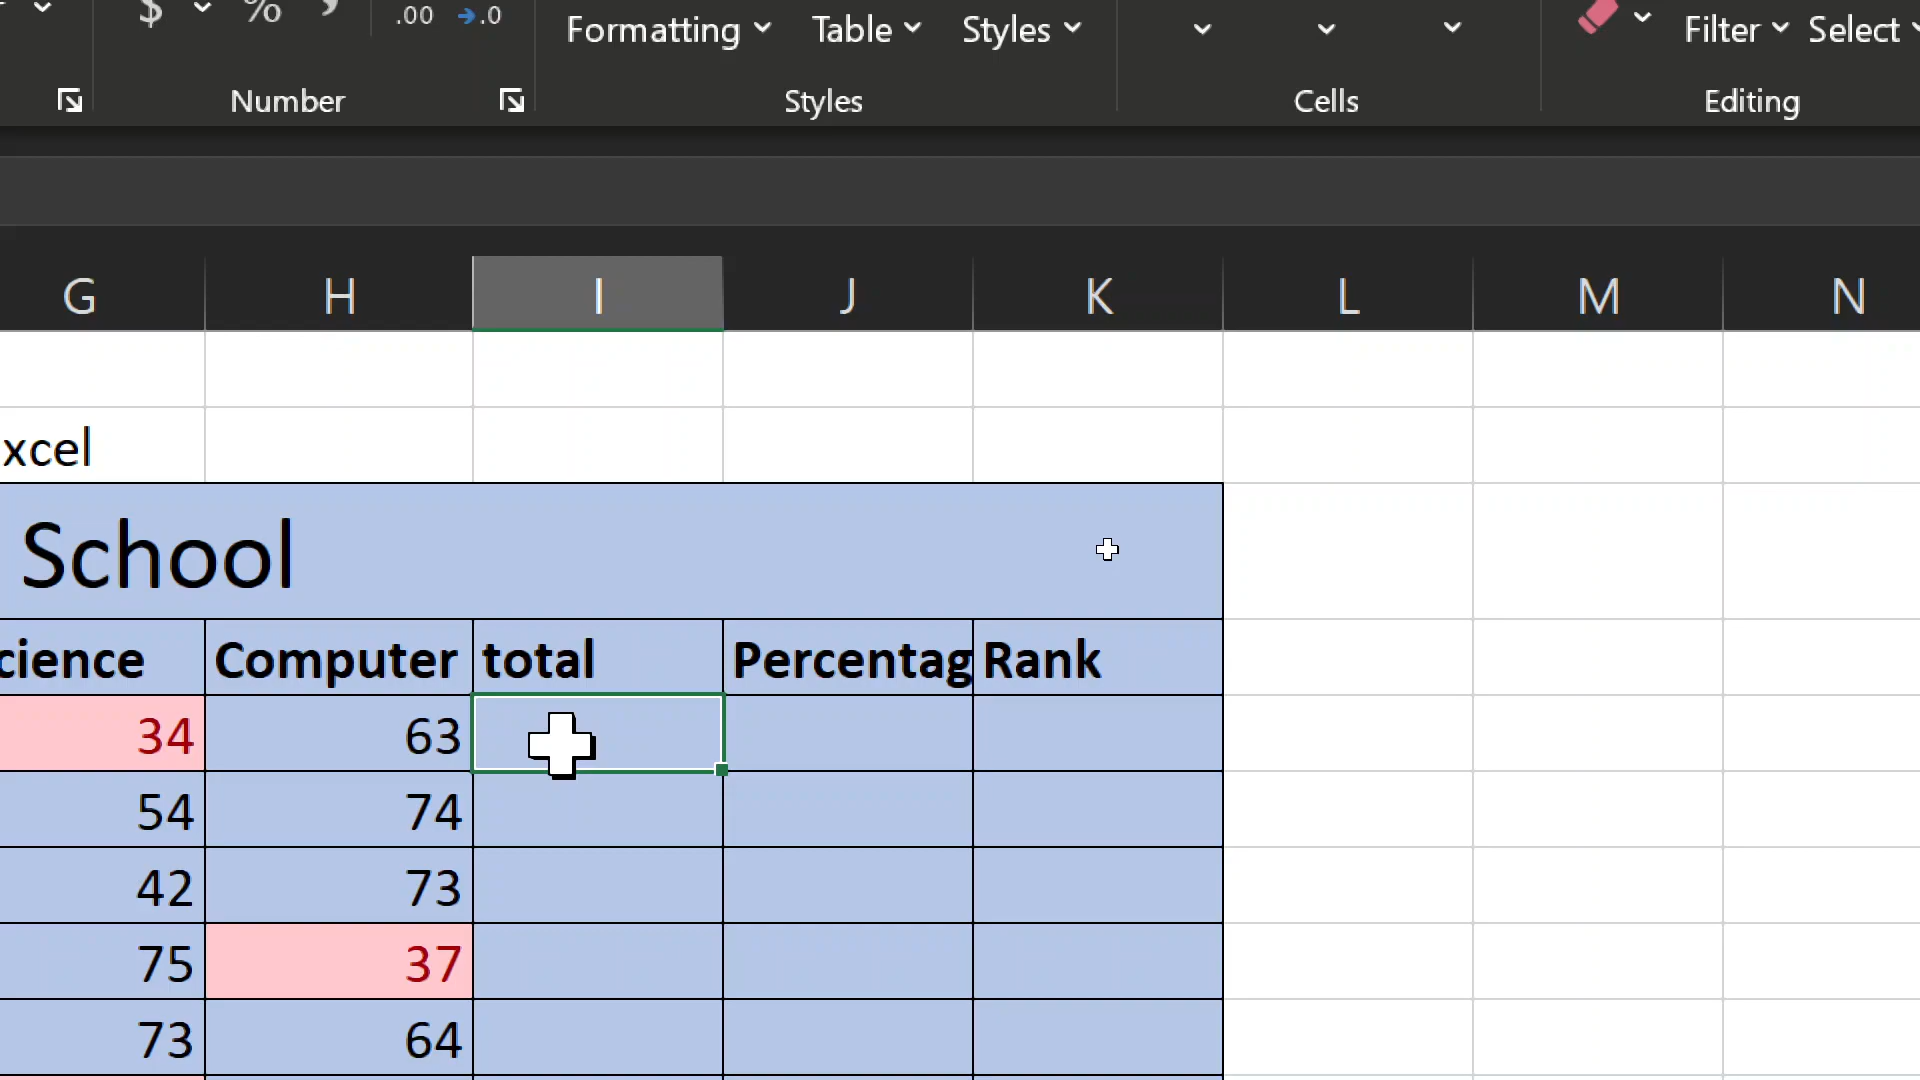 $ % , .00 .0
Formatting Table Styles Filter Select
Number Styles Cells Editing
G H I J K L M N
xcel
School
cience Computer total Percentag Rank
34 63
54 74
42 73
75 37
73 64